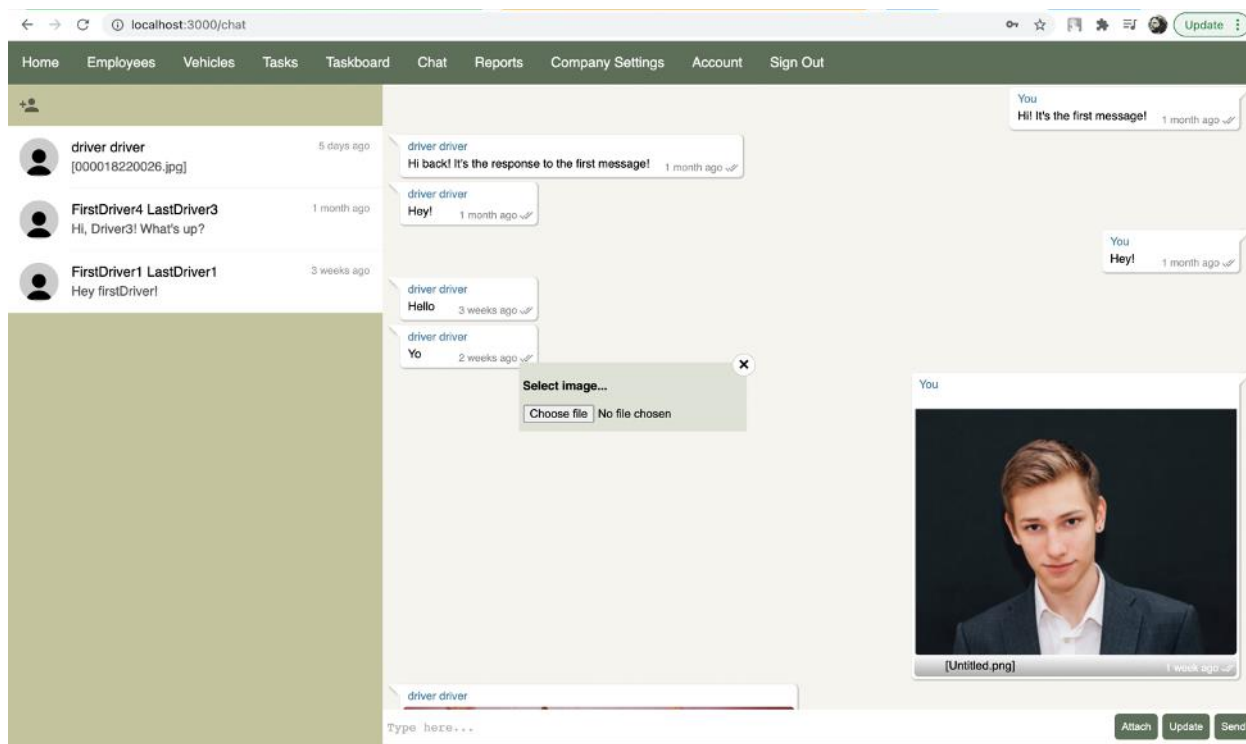 localhost:3000/chat
Update
Home Employees Vehicles Tasks Taskboard Chat Reports Company Settings Account Sign Out
driver driver 5 days ago
[000018220026.jpg]
FirstDriver4 LastDriver3 1 month ago
Hi, Driver3! What's up?
FirstDriver1 LastDriver1 3 weeks ago
Hey firstDriver!
You
Hi! It's the first message! 1 month ago
driver driver
Hi back! It's the response to the first message! 1 month ago
driver driver
Hey! 1 month ago
You
Hey! 1 month ago
driver driver
Hello 3 weeks ago
driver driver
Yo 2 weeks ago
Select image...
Choose file No file chosen
You
[Untitled.png] 1 week ago
driver driver
Type here...
Attach Update Send